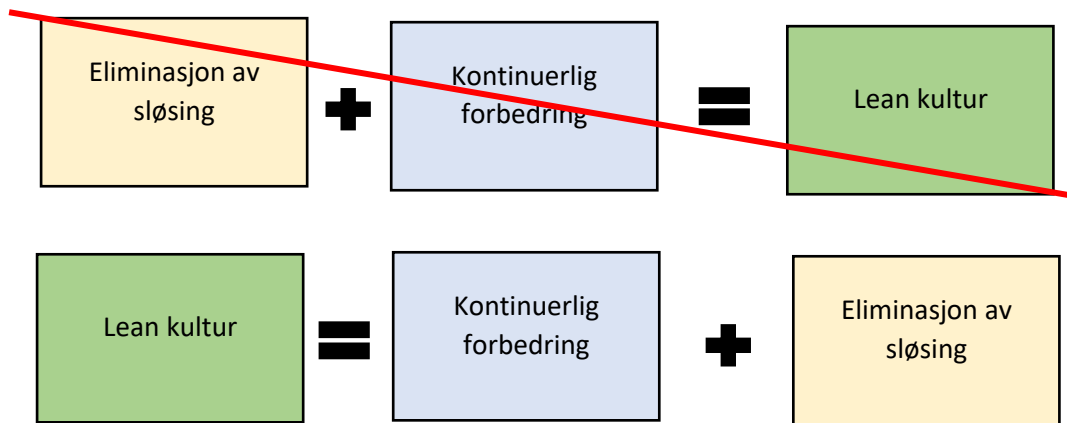 Eliminasjon av
sløsing
Kontinuerlig
forbedring
Lean kultur
Lean kultur
Kontinuerlig
forbedring
Eliminasjon av
sløsing